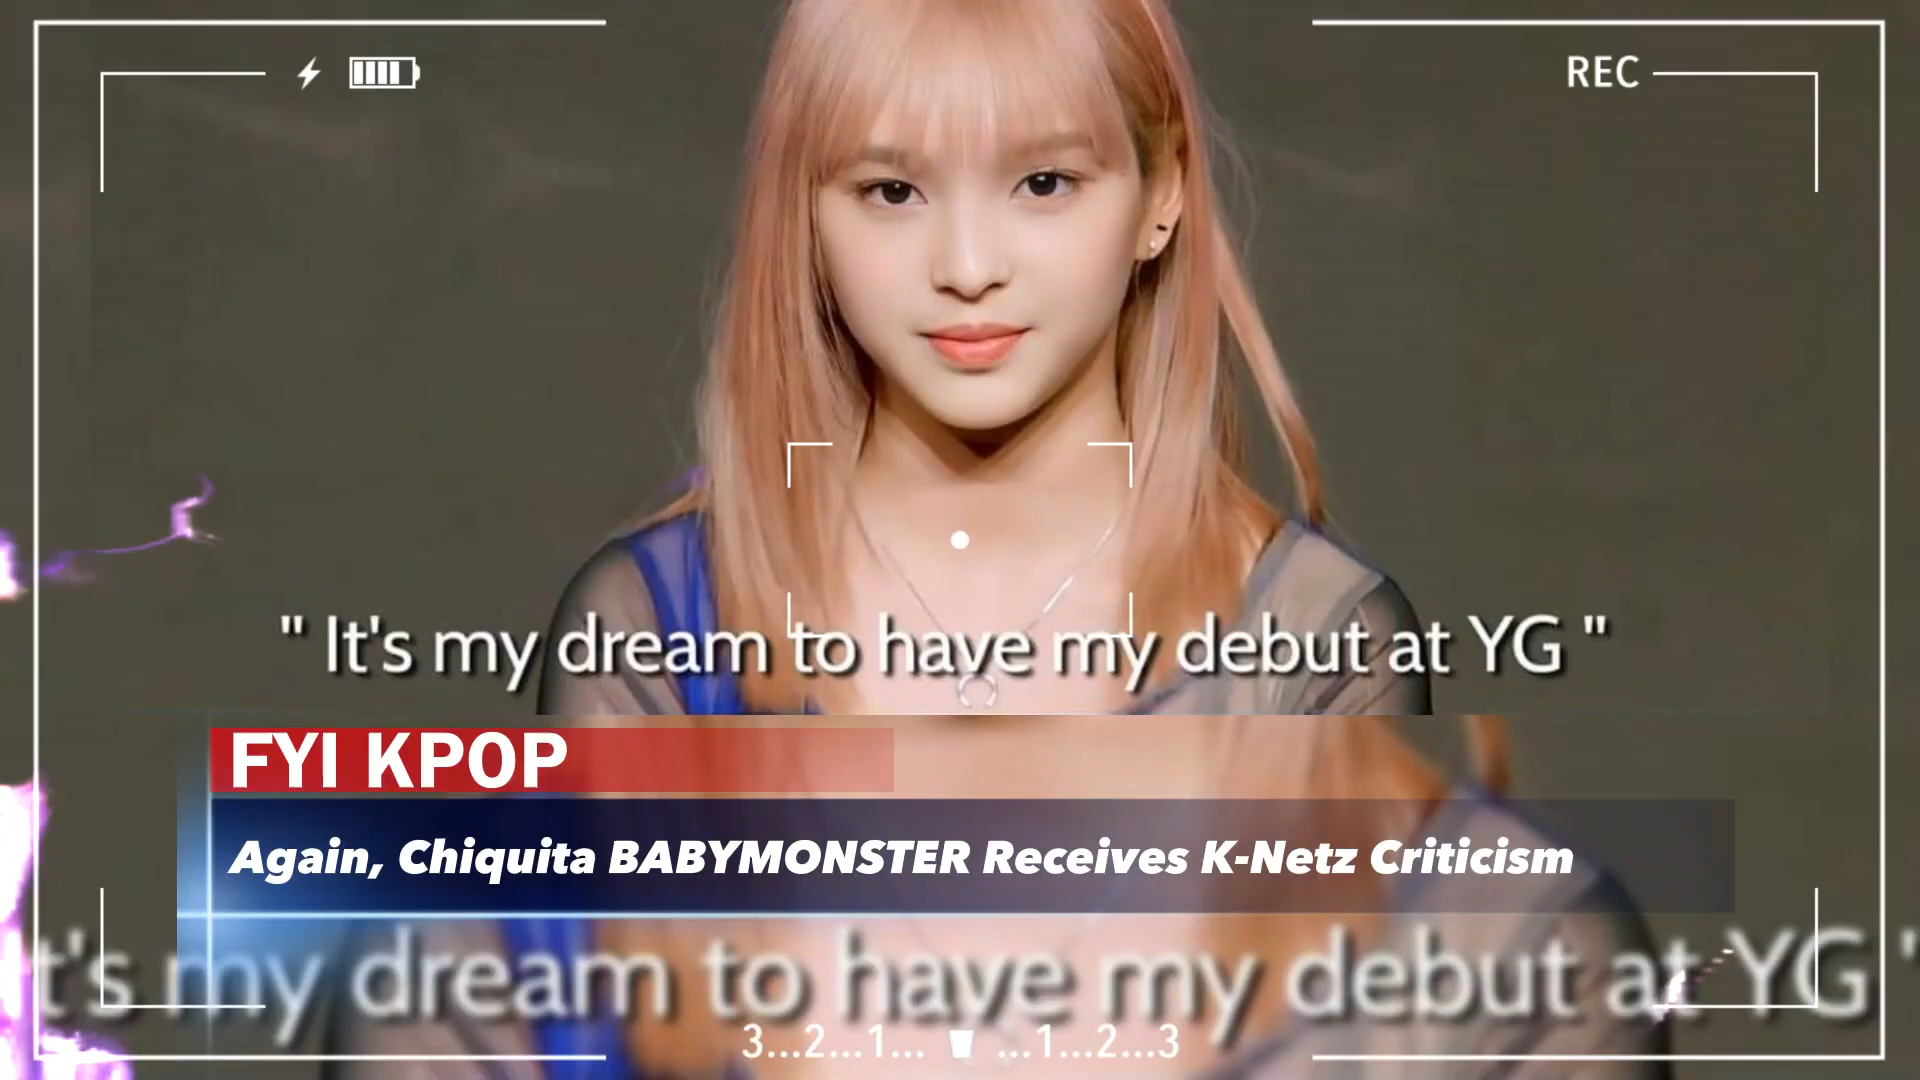 REC
" It's my dream to have my debut at YG "
FYI KPOP
Again, Chiquita BABYMONSTER Receives K-Netz Criticism
t's my dream to have my debut at YG "
3...2...1... ...1...2...3